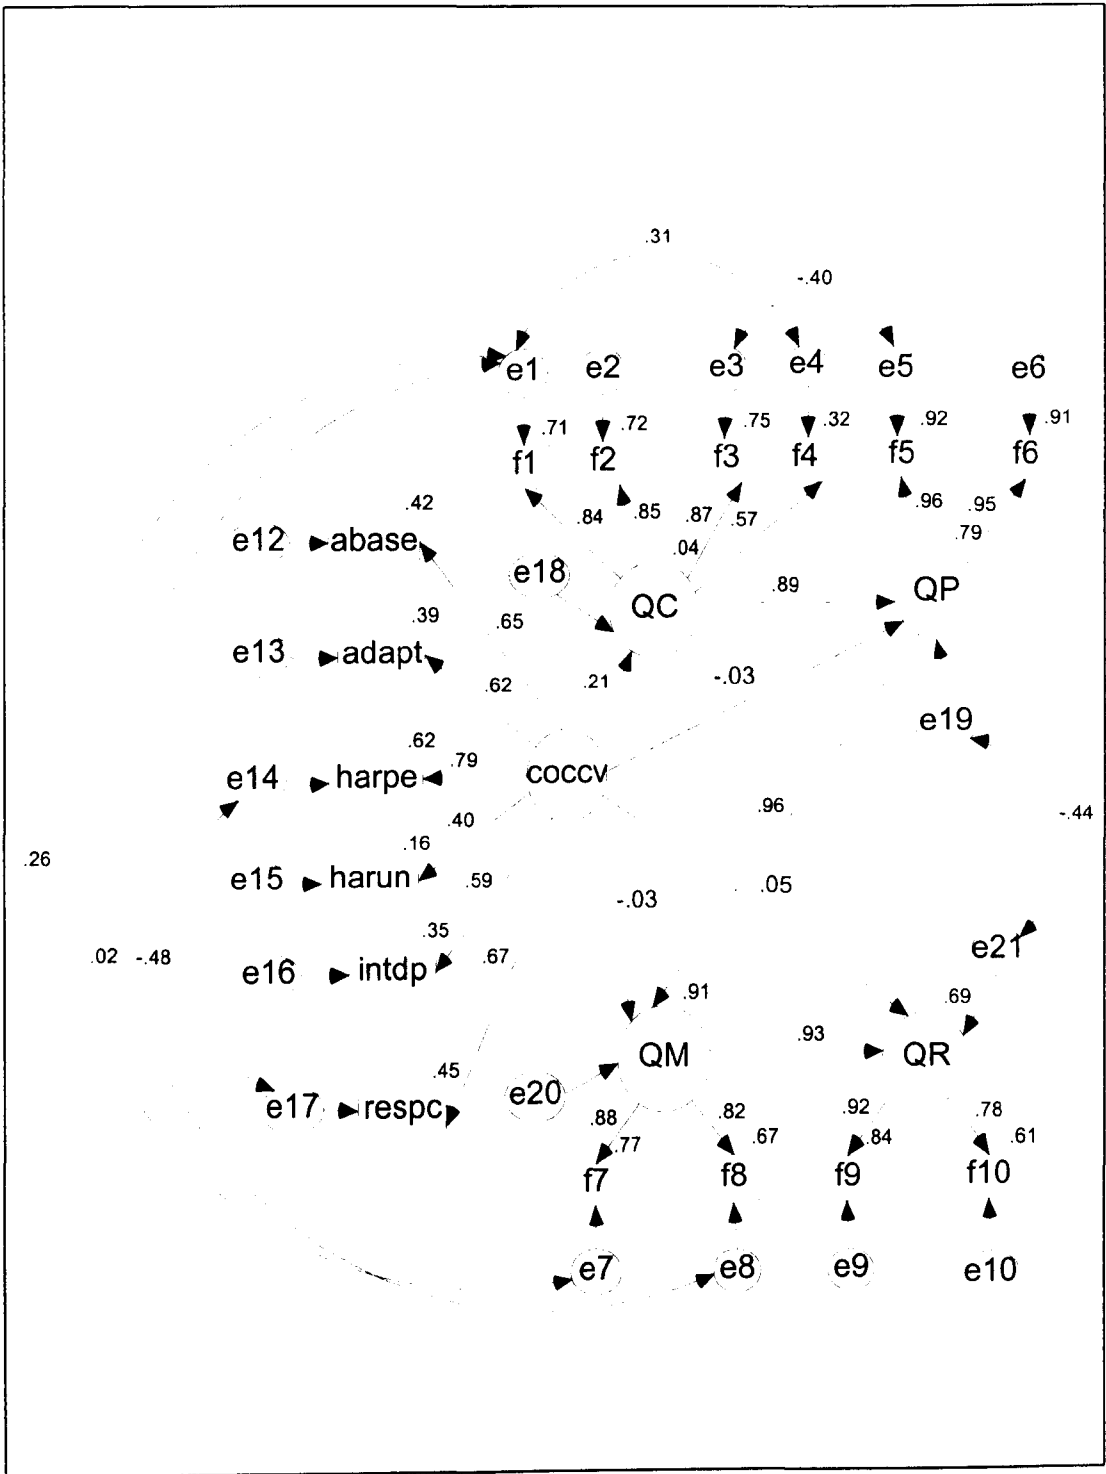 .31
-.40
e1 e2 e3 e4 e5 e6
.71 .72 .75 .32 .92 .91
f1 f2 f3 f4 f5 f6
.42 .84 .85 .87 .57 .96 .95
e12 abase .04 .79
e18 QC .89 QP
.39 .65
e13 adapt
.62 .21 -.03
e19
.62 .79
e14 harpe coccv
.40 .96 -.44
.16
.26
e15 harun .59 -.03 .05
.35
.02 -.48 e16 intdp .67 e21
.91 .69
QM .93 QR
.45
e17 respc e20
.88 .82 .92 .78
.77 .67 .84 .61
f7 f8 f9 f10
e7 e8 e9 e10